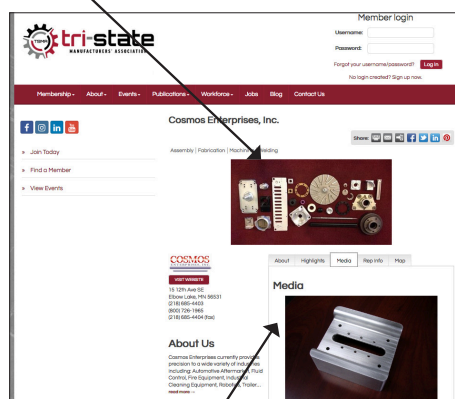 Member login
Username:
Password:
Forgot your username/password? Log In
No login created? Sign up now.
TSMA
tri-state
MANUFACTURERS' ASSOCIATION
Membership About Events Publications Workforce Jobs Blog Contact Us
Cosmos Enterprises, Inc.
Share:
» Join Today
» Find a Member
» View Events
Assembly | Fabrication | Machining | Welding
COSMOS
ENTERPRISES, INC.
VISIT WEBSITE
15 12th Ave SE
Elbow Lake, MN 56531
(218) 685-4403
(800) 726-1965
(218) 685-4404 (fax)
About Highlights Media Rep Info Map
Media
About Us
Cosmos Enterprises currently provides
precision to a wide variety of industries
including: Automotive Aftermarket, Fluid
Control, Fire Equipment, Industrial
Cleaning Equipment, Robotics, Trailer...
read more →